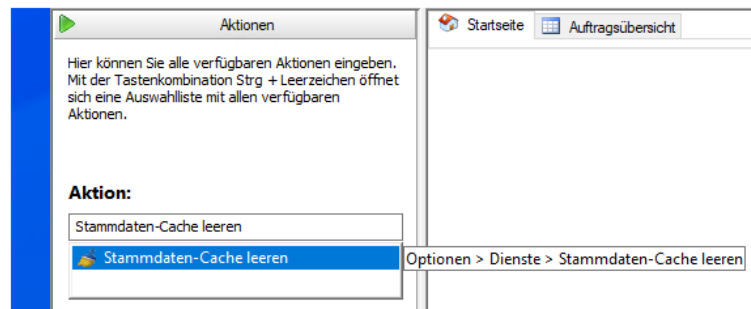 Aktionen
Hier können Sie alle verfügbaren Aktionen eingeben.
Mit der Tastenkombination Strg + Leerzeichen öffnet
sich eine Auswahlliste mit allen verfügbaren
Aktionen.
Aktion:
Stammdaten-Cache leeren
Stammdaten-Cache leeren
Optionen > Dienste > Stammdaten-Cache leeren
Startseite
Auftragsübersicht